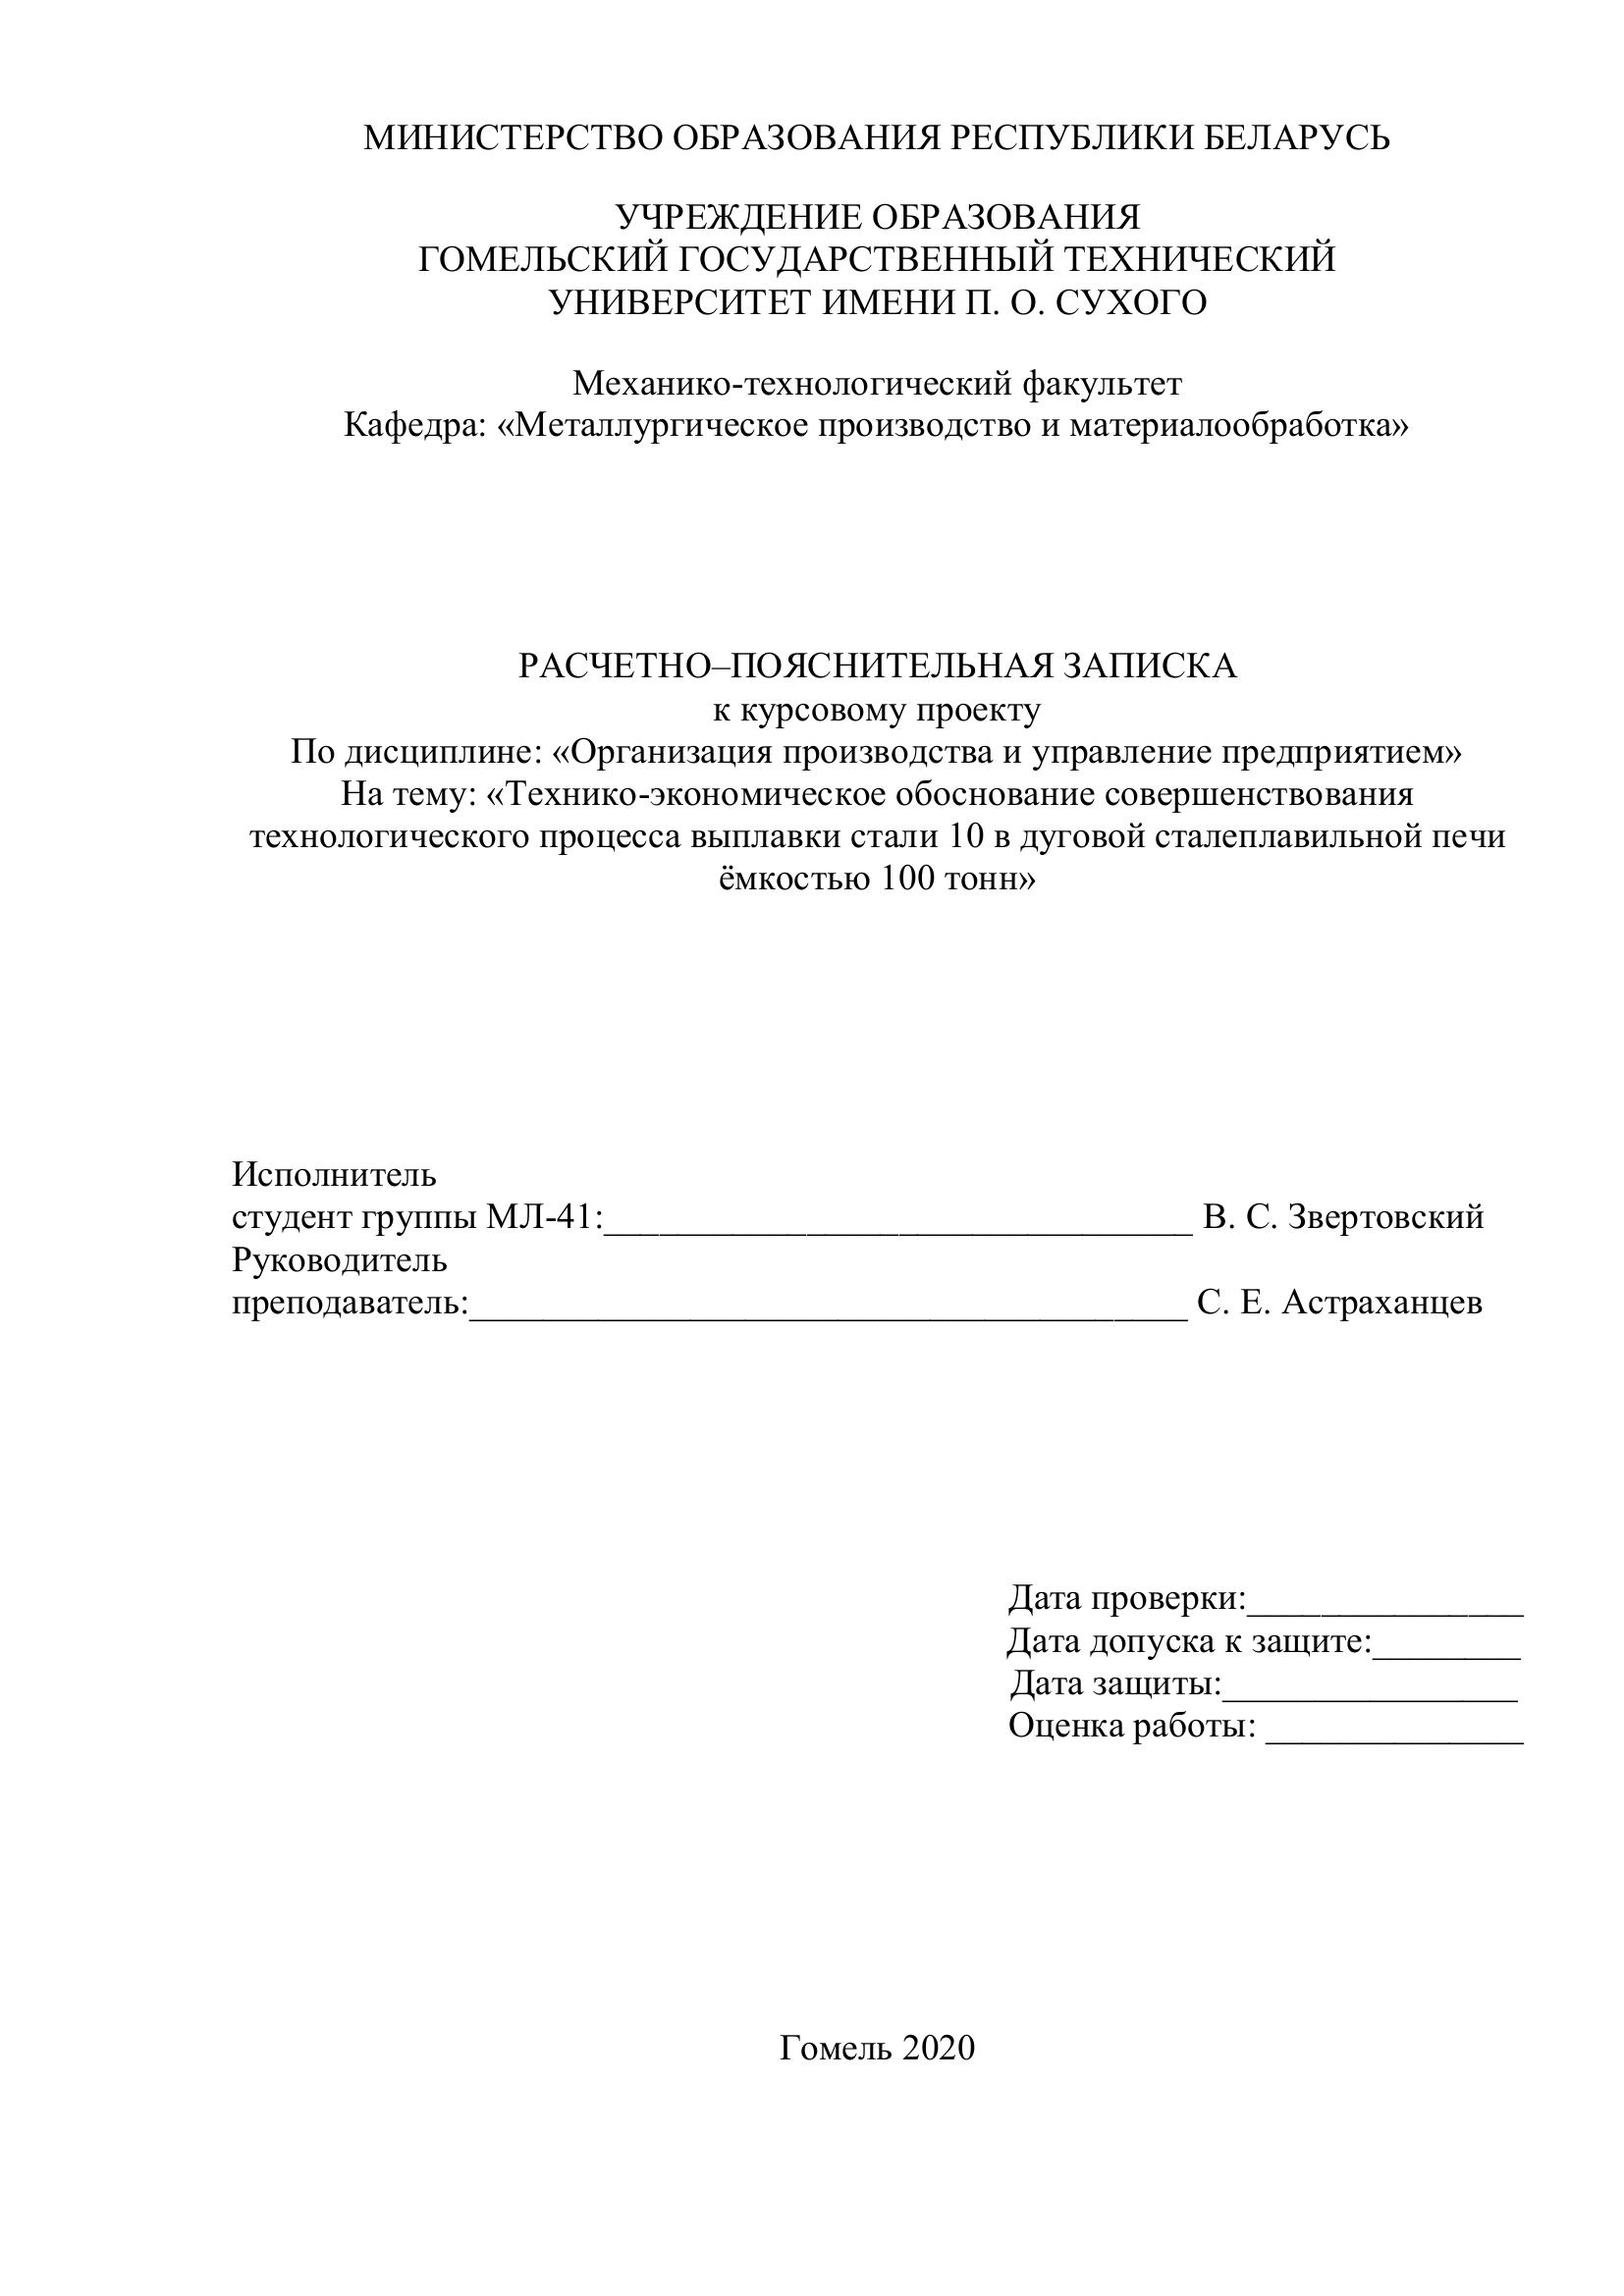 МИНИСТЕРСТВО ОБРАЗОВАНИЯ РЕСПУБЛИКИ БЕЛАРУСЬ
УЧРЕЖДЕНИЕ ОБРАЗОВАНИЯ
ГОМЕЛЬСКИЙ ГОСУДАРСТВЕННЫЙ ТЕХНИЧЕСКИЙ
УНИВЕРСИТЕТ ИМЕНИ П. О. СУХОГО
Механико-технологический факультет
Кафедра: «Металлургическое производство и материалообработка»
РАСЧЕТНО–ПОЯСНИТЕЛЬНАЯ ЗАПИСКА
к курсовому проекту
По дисциплине: «Организация производства и управление предприятием»
На тему: «Технико-экономическое обоснование совершенствования
технологического процесса выплавки стали 10 в дуговой сталеплавильной печи
ёмкостью 100 тонн»
Исполнитель
студент группы МЛ-41:________________________________ В. С. Звертовский
Руководитель
преподаватель:_______________________________________ С. Е. Астраханцев
Дата проверки:_______________
Дата допуска к защите:________
Дата защиты:________________
Оценка работы: ______________
Гомель 2020